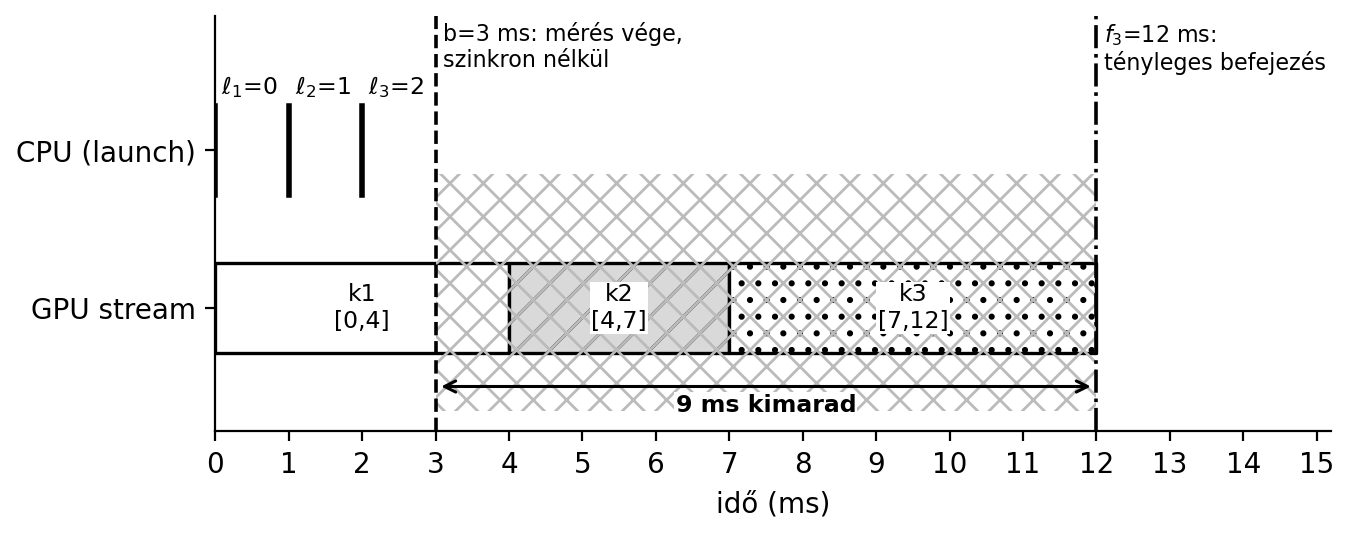 b=3 ms: mérés vége,
szinkron nélkül
f₃=12 ms:
tényleges befejezés
ℓ₁=0 ℓ₂=1 ℓ₃=2
CPU (launch)
GPU stream
k1
[0,4]
k2
[4,7]
k3
[7,12]
9 ms kimarad
0 1 2 3 4 5 6 7 8 9 10 11 12 13 14 15
idő (ms)